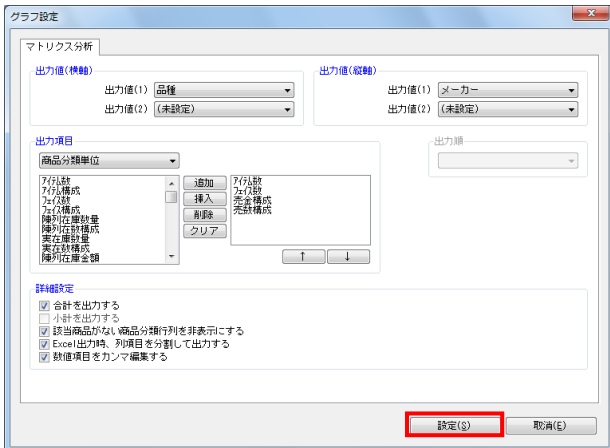 グラフ設定
マトリクス分析
出力値(横軸)
出力値(1) 品種
出力値(2) (未設定)
出力値(縦軸)
出力値(1) メーカー
出力値(2) (未設定)
出力項目
商品分類単位
ｱｲﾃﾑ数
ｱｲﾃﾑ構成
ﾌｪｲｽ数
ﾌｪｲｽ構成
陳列在庫数量
陳列在数構成
実在庫数量
実在数構成
陳列在庫金額
追加
挿入
削除
クリア
ｱｲﾃﾑ数
ﾌｪｲｽ数
売金構成
売数構成
↑ ↓
出力順
詳細設定
合計を出力する
小計を出力する
該当商品がない商品分類行列を非表示にする
Excel出力時、列項目を分割して出力する
数値項目をカンマ編集する
設定(S) 取消(E)